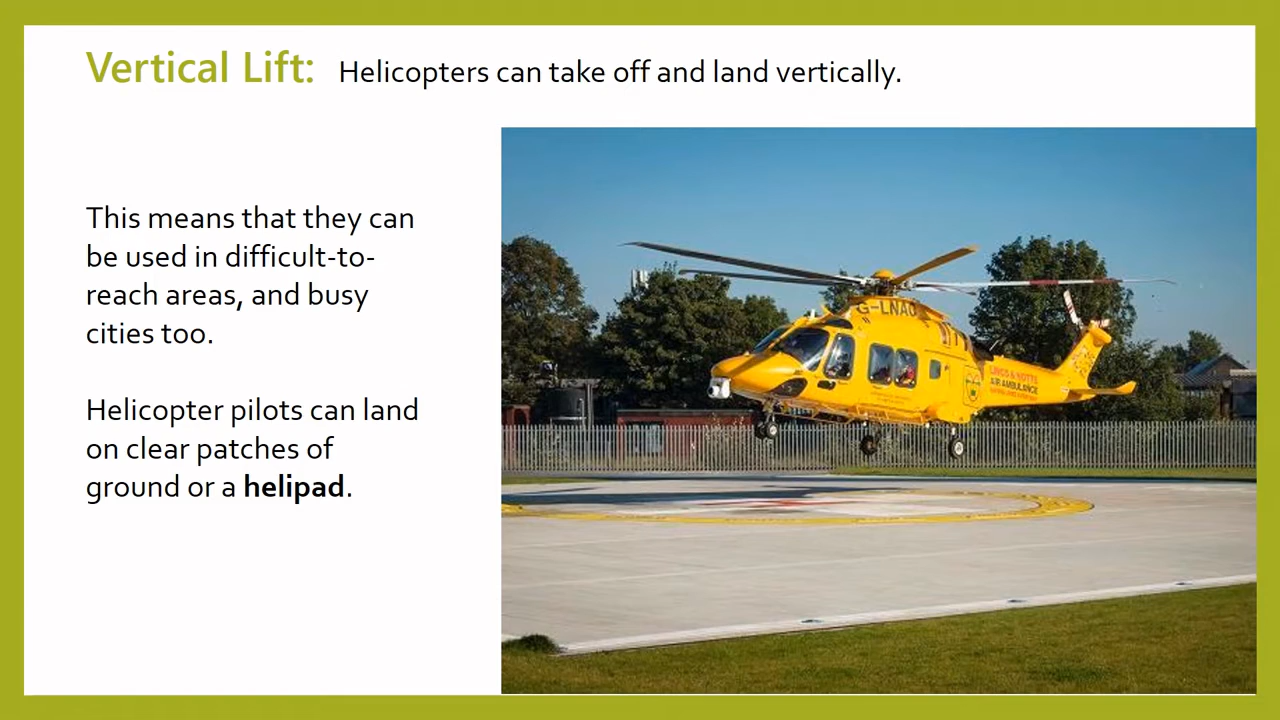 Vertical Lift: Helicopters can take off and land vertically.
This means that they can
be used in difficult-to-
reach areas, and busy
cities too.
Helicopter pilots can land
on clear patches of
ground or a helipad.
G-LNAC
LINCS & NOTTS
AIR AMBULANCE